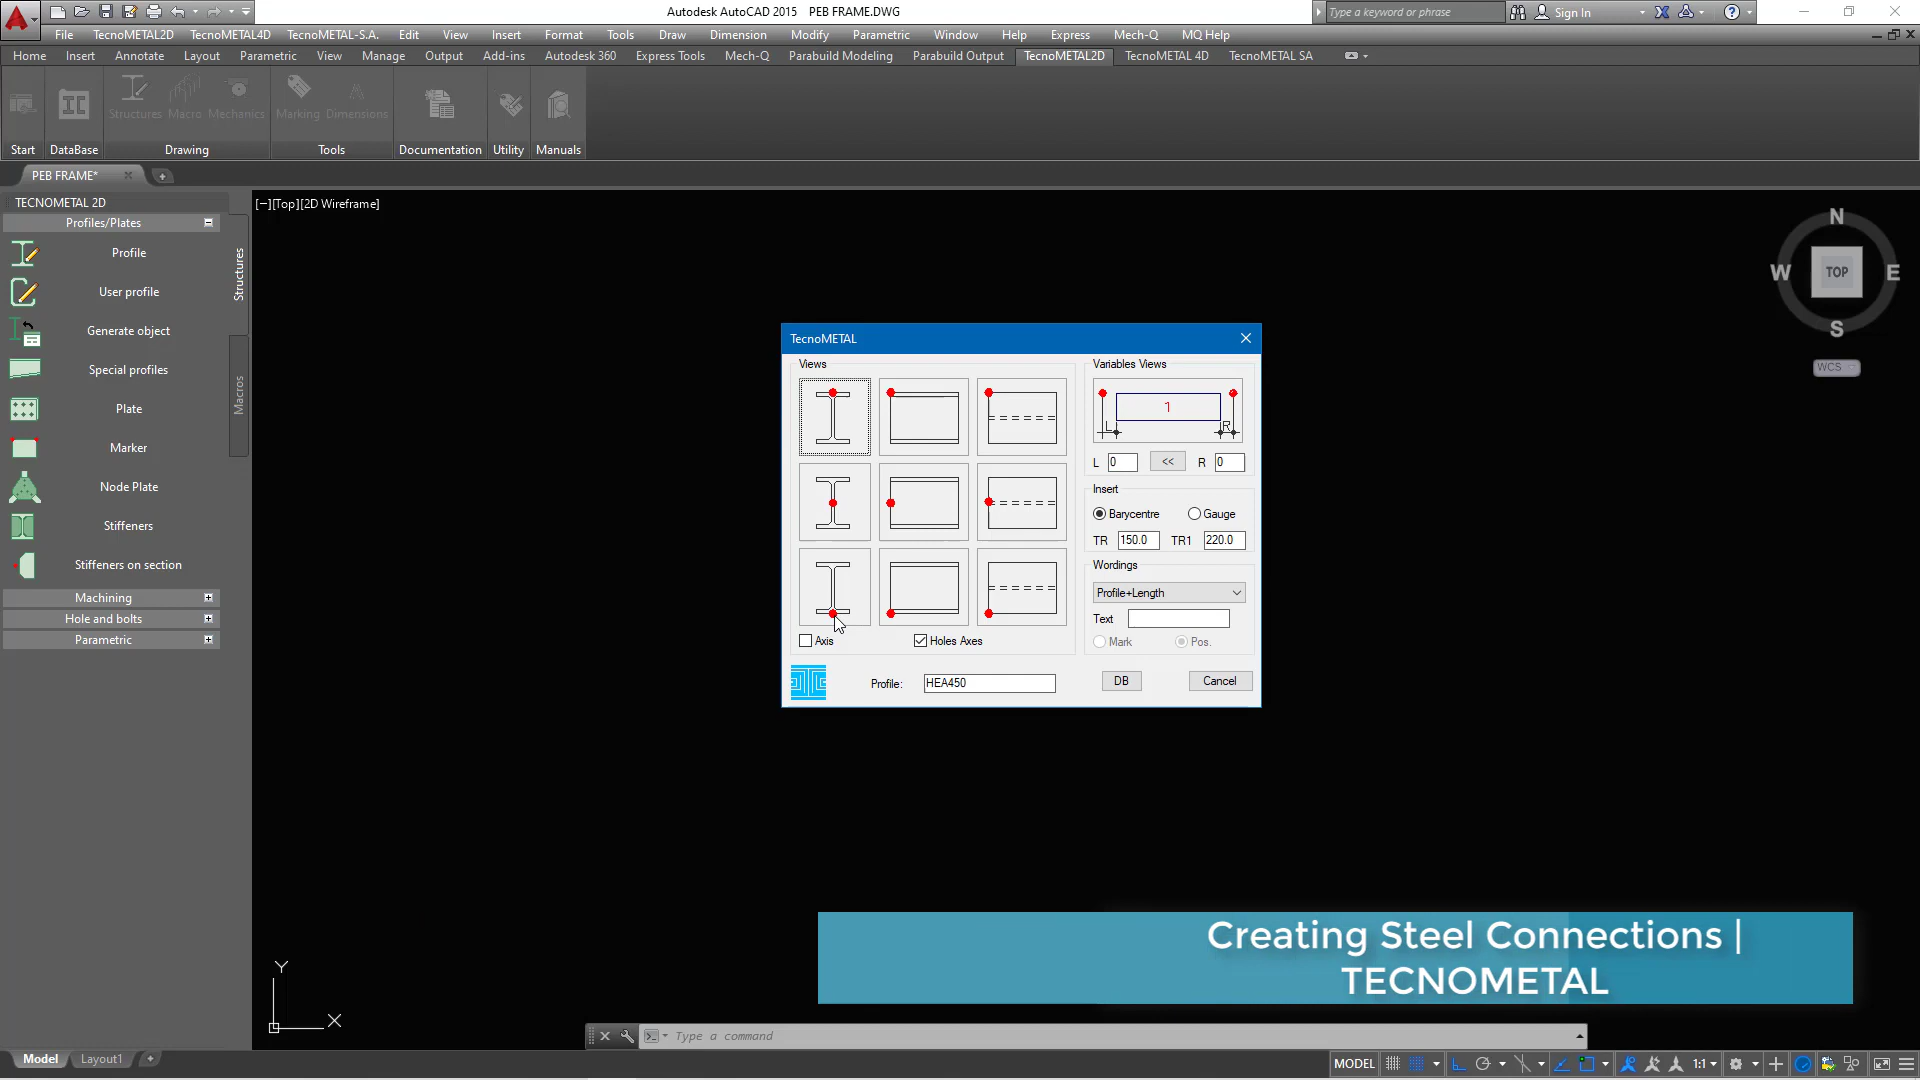 Autodesk AutoCAD 2015 PEB FRAME.DWG
Type a keyword or phrase
Sign In
File TecnoMETAL2D TecnoMETAL4D TecnoMETAL-S.A. Edit View Insert Format Tools Draw Dimension Modify Parametric Window Help Express Mech-Q MQ Help
Home Insert Annotate Layout Parametric View Manage Output Add-ins Autodesk 360 Express Tools Mech-Q Parabuild Modeling Parabuild Output TecnoMETAL2D TecnoMETAL 4D TecnoMETAL SA
Structures Macro Mechanics Marking Dimensions
Start DataBase Drawing Tools Documentation Utility Manuals
PEB FRAME*
TECNOMETAL 2D
Profiles/Plates
Profile
User profile
Generate object
Special profiles
Plate
Marker
Node Plate
Stiffeners
Stiffeners on section
Machining
Hole and bolts
Parametric
Structures
Macros
[−][Top][2D Wireframe]
N
W TOP E
S
WCS
TecnoMETAL
Views
Axis
Holes Axes
Variables Views
1
L R
L 0 << R 0
Insert
Barycentre Gauge
TR 150.0 TR1 220.0
Wordings
Profile+Length
Text
Mark Pos.
Profile: HEA450 DB Cancel
Creating Steel Connections |
TECNOMETAL
Y
X
Type a command
Model Layout1
MODEL 1:1